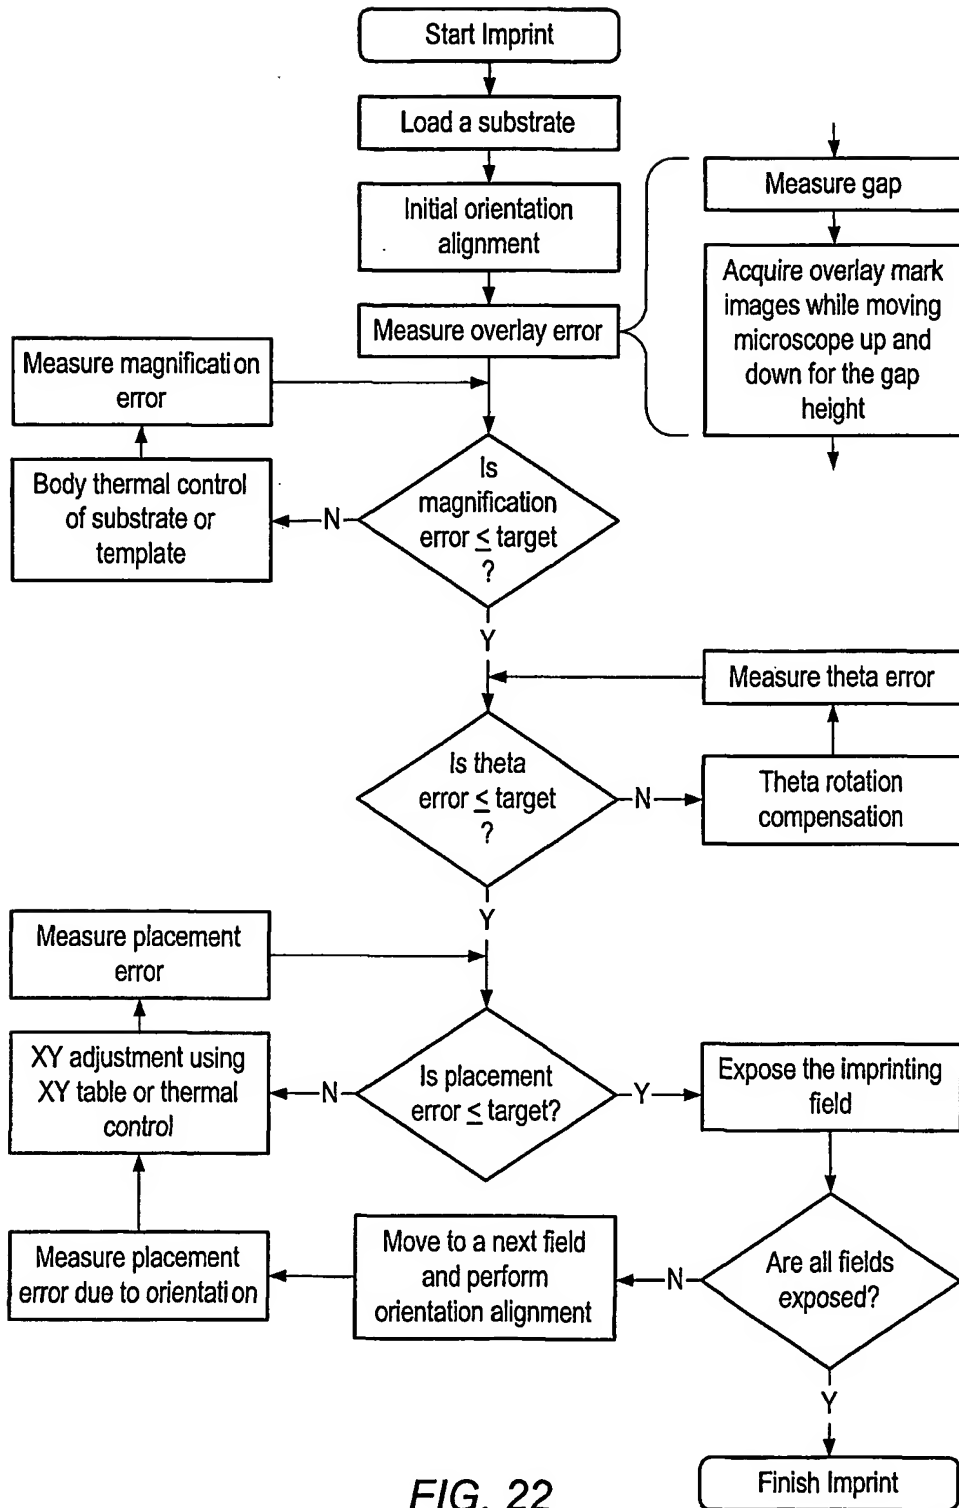 Start Imprint
Load a substrate
Initial orientation
alignment
Measure overlay error
Measure gap
Acquire overlay mark
images while moving
microscope up and
down for the gap
height
Measure magnification
error
Body thermal control
of substrate or
template
N
Is
magnification
error ≤ target
?
Y
Measure theta error
Is theta
error ≤ target
?
N
Theta rotation
compensation
Y
Measure placement
error
XY adjustment using
XY table or thermal
control
N
Is placement
error ≤ target?
Y
Expose the imprinting
field
Measure placement
error due to orientation
Move to a next field
and perform
orientation alignment
N
Are all fields
exposed?
Y
Finish Imprint
FIG. 22